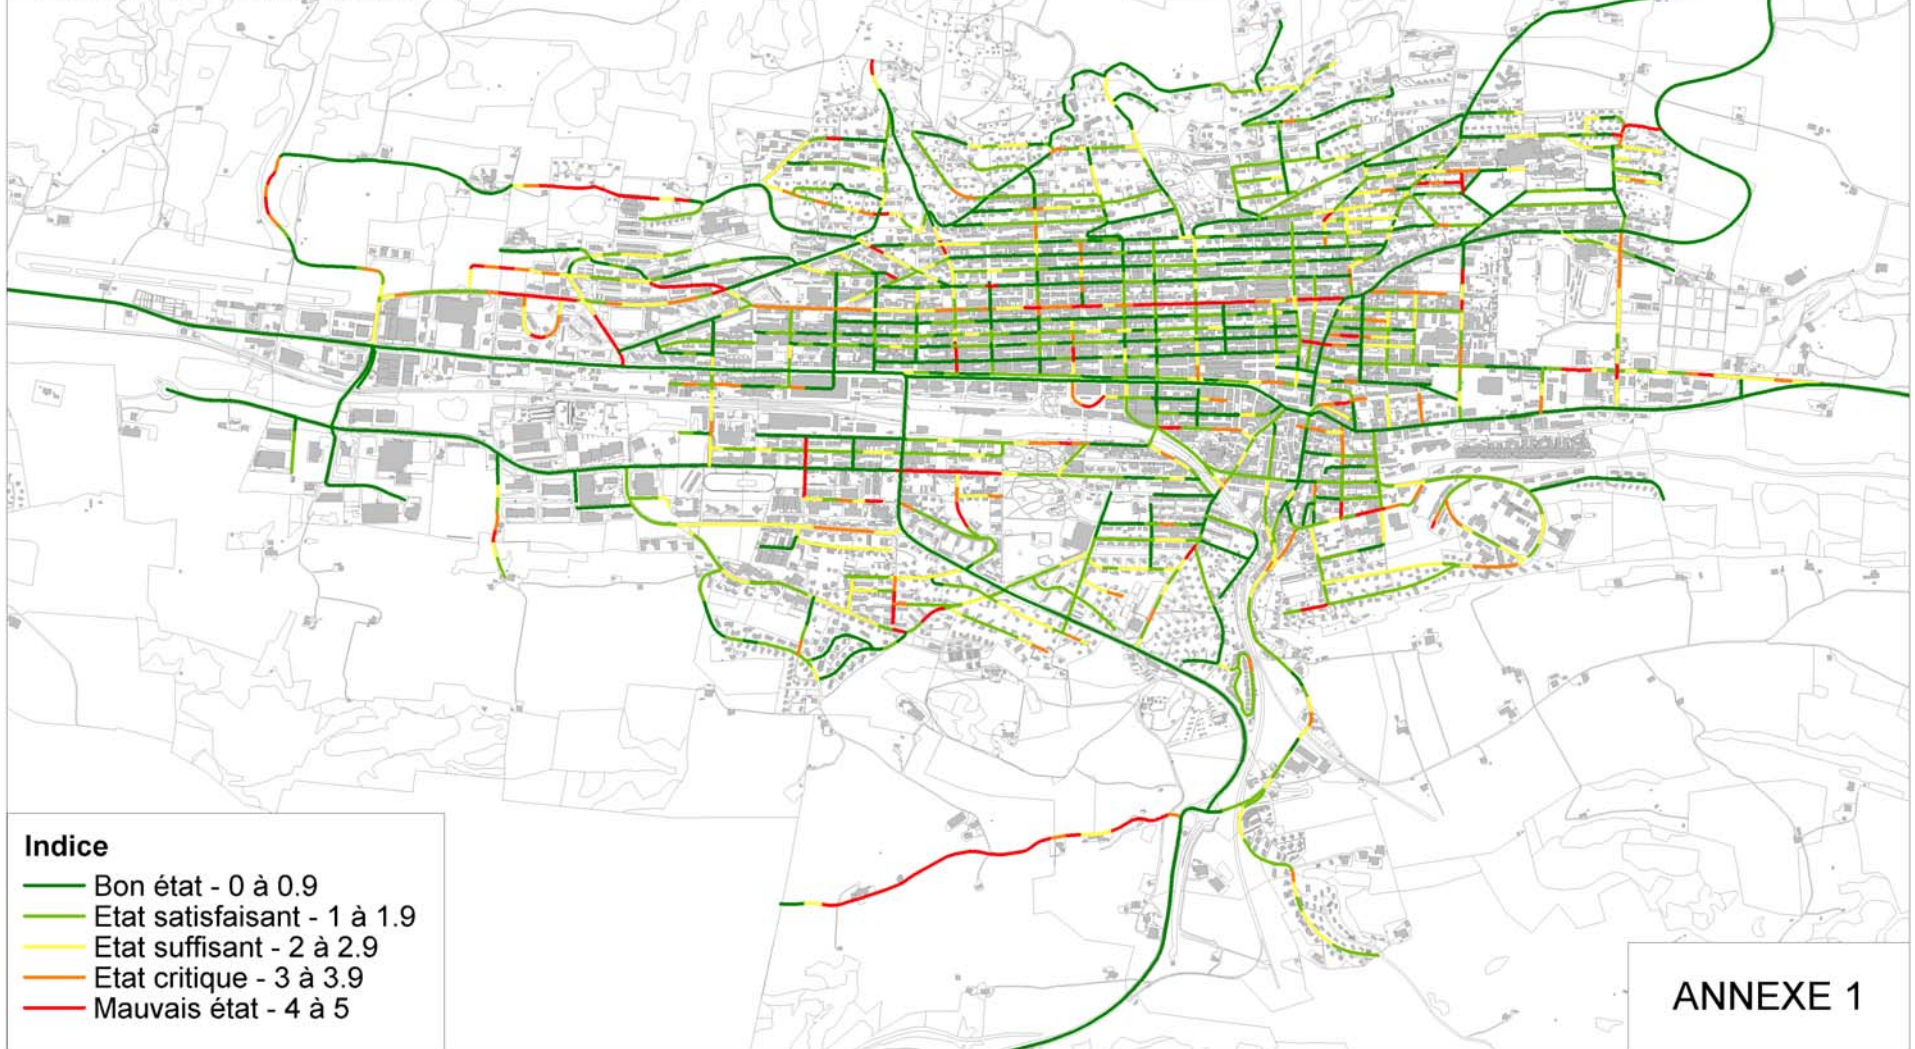 Indice
Bon état - 0 à 0.9
Etat satisfaisant - 1 à 1.9
Etat suffisant - 2 à 2.9
Etat critique - 3 à 3.9
Mauvais état - 4 à 5
ANNEXE 1